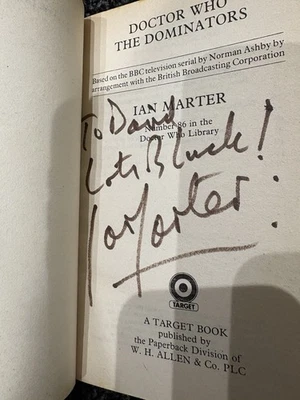 DOCTOR WHO
THE DOMINATORS
Based on the BBC television serial by Norman Ashby by
arrangement with the British Broadcasting Corporation
IAN MARTER
To David
Number 86 in the
Doctor Who Library
Lots B luck!
Ian Marter:
TARGET
A TARGET BOOK
published by
the Paperback Division of
W. H. ALLEN & Co. PLC